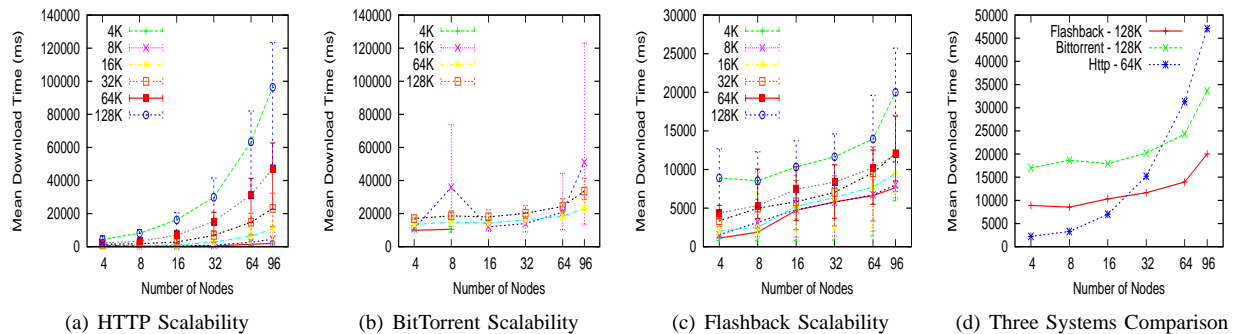 140000
120000
100000
80000
60000
40000
20000
0
Mean Download Time (ms)
4K
8K
16K
32K
64K
128K
4 8 16 32 64 96
Number of Nodes
(a) HTTP Scalability
140000
120000
100000
80000
60000
40000
20000
0
Mean Download Time (ms)
4K
16K
64K
128K
4 8 16 32 64 96
Number of Nodes
(b) BitTorrent Scalability
30000
25000
20000
15000
10000
5000
0
Mean Download Time (ms)
4K
8K
16K
32K
64K
128K
4 8 16 32 64 96
Number of Nodes
(c) Flashback Scalability
50000
45000
40000
35000
30000
25000
20000
15000
10000
5000
0
Mean Download Time (ms)
Flashback - 128K
Bittorrent - 128K
Http - 64K
4 8 16 32 64 96
Number of Nodes
(d) Three Systems Comparison